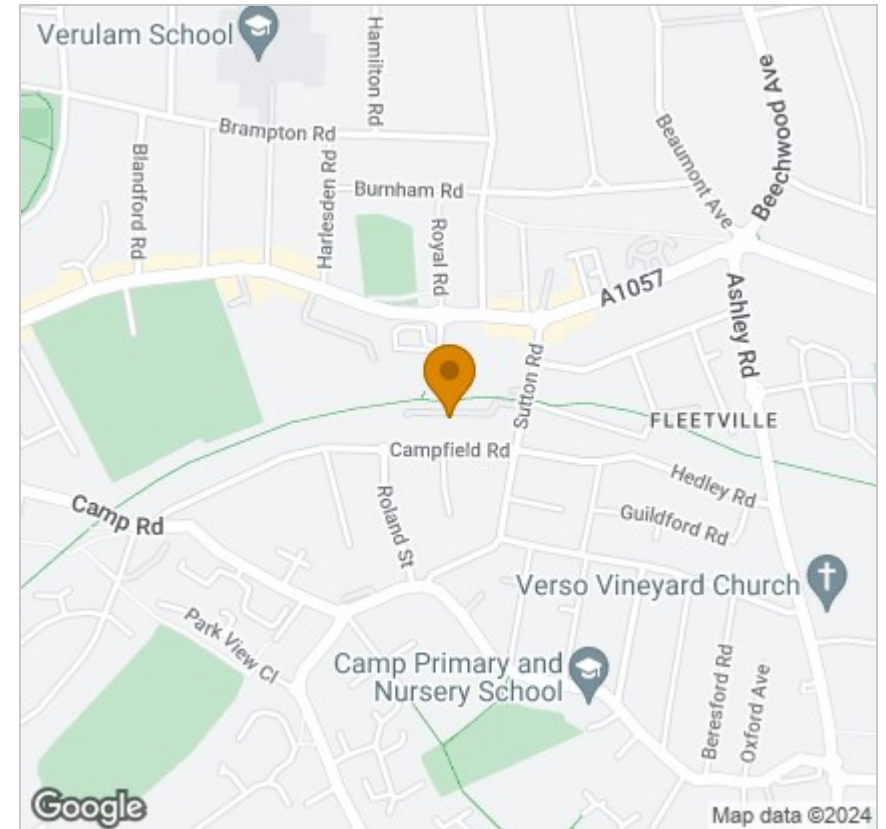 Verulam School
Hamilton Rd
Beechwood Ave
Brampton Rd
Beaumont Ave
Blandford Rd
Harlesden Rd
Burnham Rd
Royal Rd
A1057
Ashley Rd
Sutton Rd
FLEETVILLE
Campfield Rd
Hedley Rd
Camp Rd
Roland St
Guildford Rd
Verso Vineyard Church
Park View Cl
Camp Primary and
Nursery School
Beresford Rd
Oxford Ave
Google
Map data ©2024